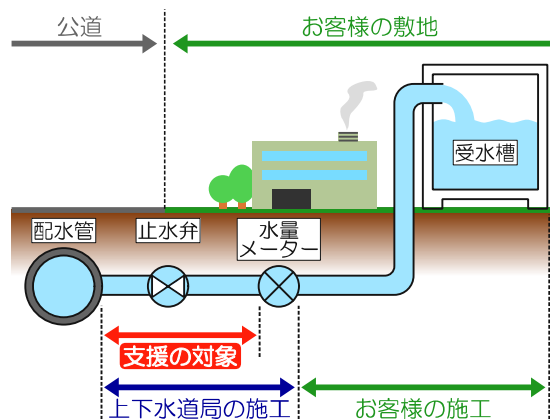 公道
お客様の敷地
受水槽
配水管
止水弁
水量
メーター
支援の対象
上下水道局の施工
お客様の施工